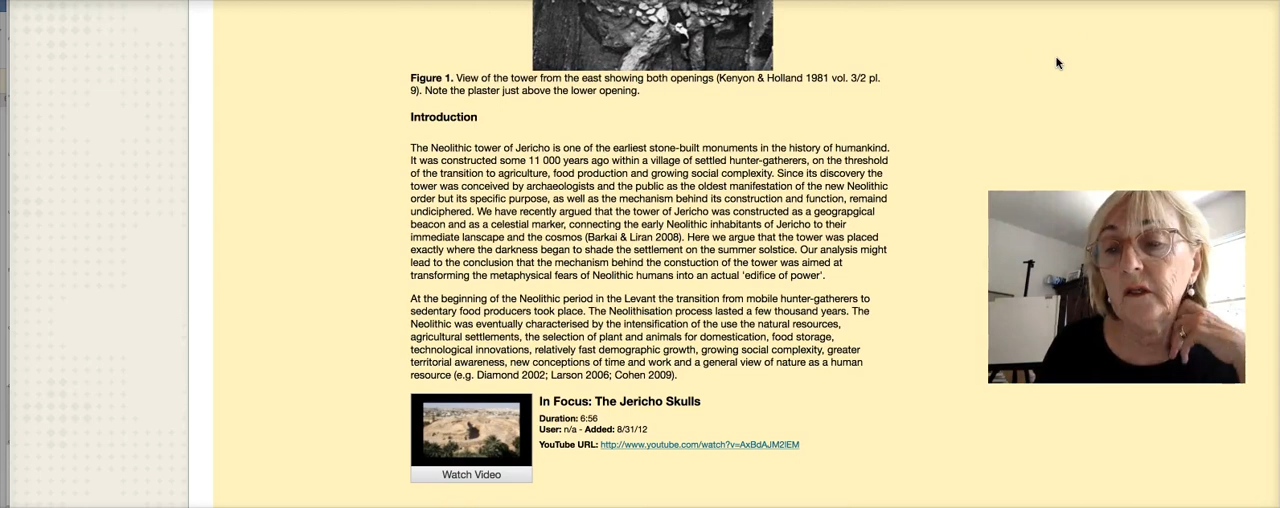 Figure 1. View of the tower from the east showing both openings (Kenyon & Holland 1981 vol. 3/2 pl.
9). Note the plaster just above the lower opening.
Introduction
The Neolithic tower of Jericho is one of the earliest stone-built monuments in the history of humankind.
It was constructed some 11 000 years ago within a village of settled hunter-gatherers, on the threshold
of the transition to agriculture, food production and growing social complexity. Since its discovery the
tower was conceived by archaeologists and the public as the oldest manifestation of the new Neolithic
order but its specific purpose, as well as the mechanism behind its construction and function, remaind
undiciphered. We have recently argued that the tower of Jericho was constructed as a geograpgical
beacon and as a celestial marker, connecting the early Neolithic inhabitants of Jericho to their
immediate lanscape and the cosmos (Barkai & Liran 2008). Here we argue that the tower was placed
exactly where the darkness began to shade the settlement on the summer solstice. Our analysis might
lead to the conclusion that the mechanism behind the constuction of the tower was aimed at
transforming the metaphysical fears of Neolithic humans into an actual 'edifice of power'.
At the beginning of the Neolithic period in the Levant the transition from mobile hunter-gatherers to
sedentary food producers took place. The Neolithisation process lasted a few thousand years. The
Neolithic was eventually characterised by the intensification of the use the natural resources,
agricultural settlements, the selection of plant and animals for domestication, food storage,
technological innovations, relatively fast demographic growth, growing social complexity, greater
territorial awareness, new conceptions of time and work and a general view of nature as a human
resource (e.g. Diamond 2002; Larson 2006; Cohen 2009).
In Focus: The Jericho Skulls
Duration: 6:56
User: n/a - Added: 8/31/12
YouTube URL: http://www.youtube.com/watch?v=AxBdAJM2lEM
Watch Video